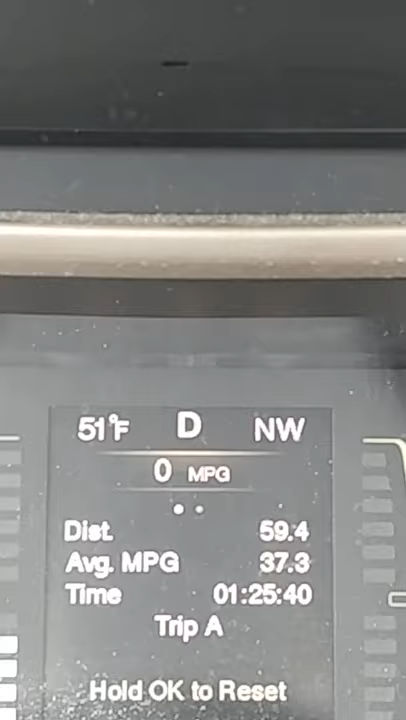 51°F D NW
0 MPG
Dist. 59.4
Avg. MPG 37.3
Time 01:25:40
Trip A
Hold OK to Reset